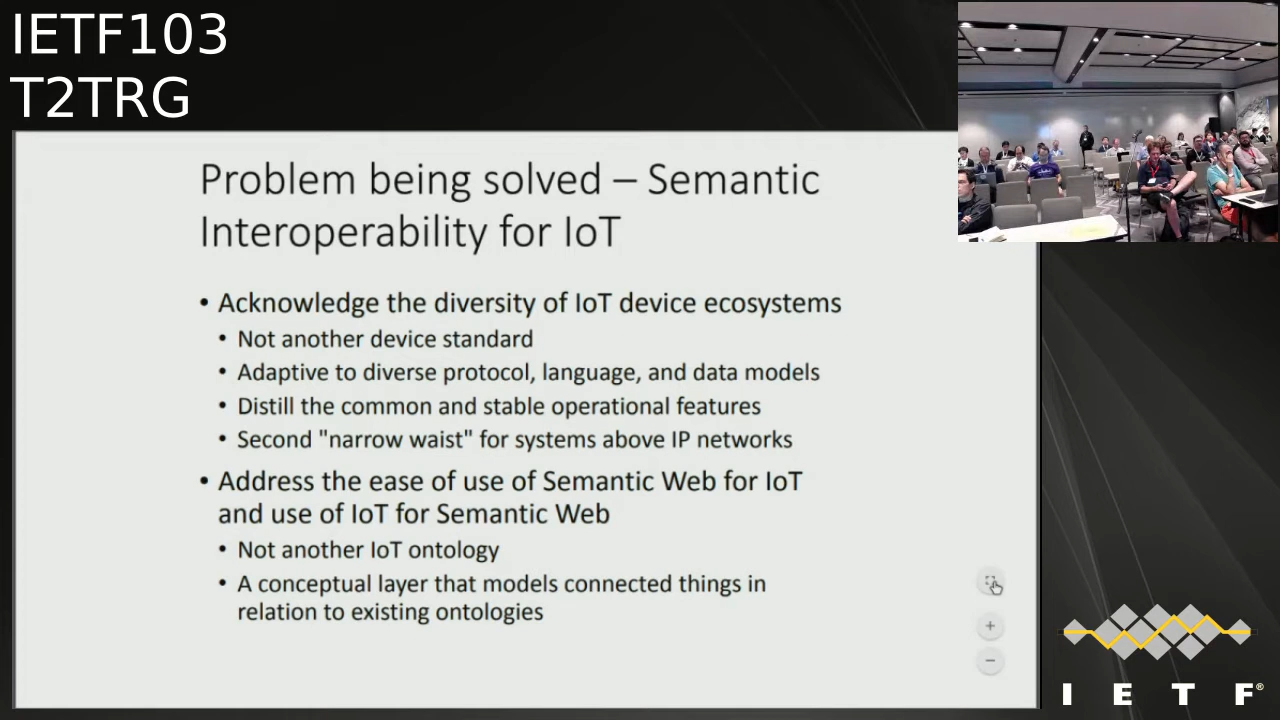 IETF103
T2TRG
Problem being solved – Semantic
Interoperability for IoT
• Acknowledge the diversity of IoT device ecosystems
• Not another device standard
• Adaptive to diverse protocol, language, and data models
• Distill the common and stable operational features
• Second "narrow waist" for systems above IP networks
• Address the ease of use of Semantic Web for IoT
and use of IoT for Semantic Web
• Not another IoT ontology
• A conceptual layer that models connected things in
relation to existing ontologies
+
−
I E T F®